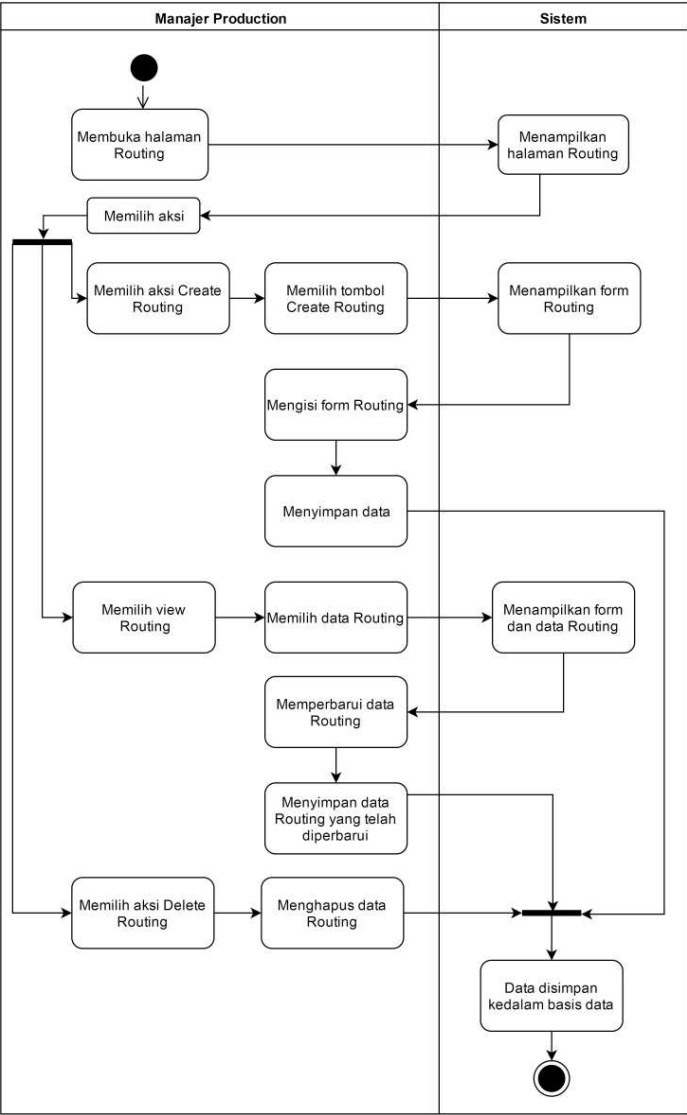 Manajer Production
Sistem
Membuka halaman
Routing
Menampilkan
halaman Routing
Memilih aksi
Memilih aksi Create
Routing
Memilih tombol
Create Routing
Menampilkan form
Routing
Mengisi form Routing
Menyimpan data
Memilih view
Routing
Memilih data Routing
Menampilkan form
dan data Routing
Memperbarui data
Routing
Menyimpan data
Routing yang telah
diperbarui
Memilih aksi Delete
Routing
Menghapus data
Routing
Data disimpan
kedalam basis data